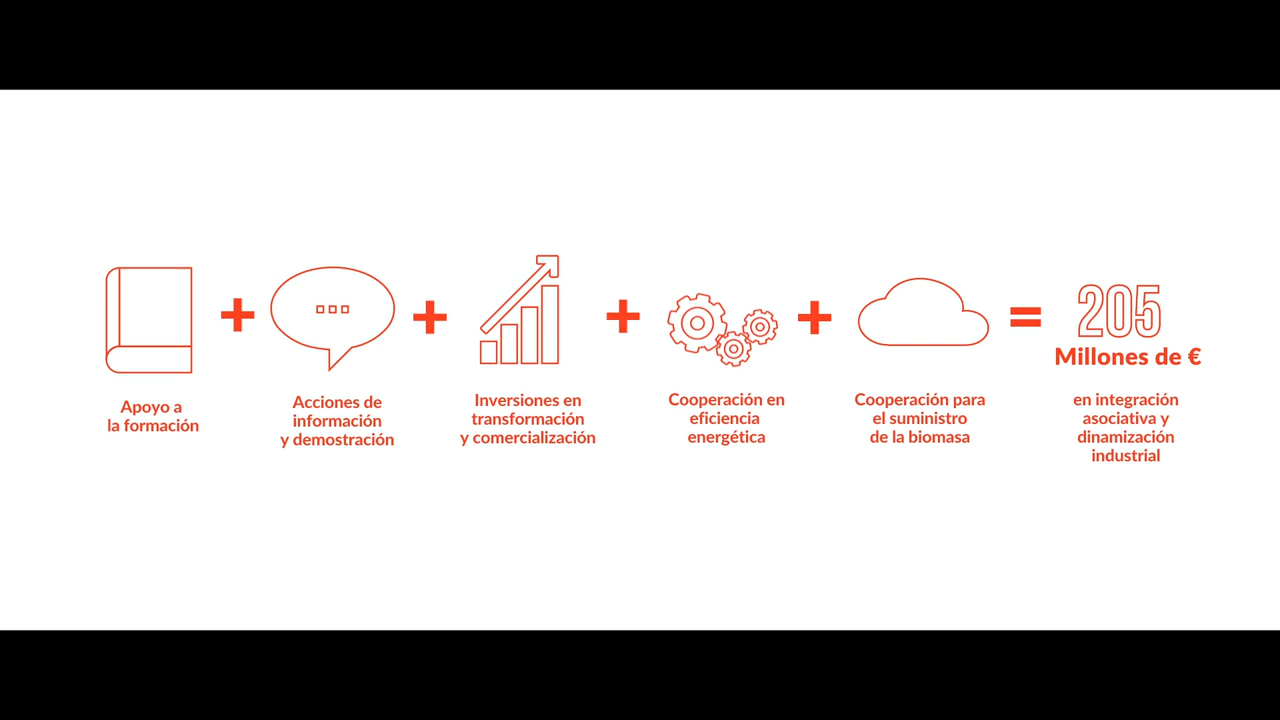 Apoyo a
la formación
+
Acciones de
información
y demostración
+
Inversiones en
transformación
y comercialización
+
Cooperación en
eficiencia
energética
+
Cooperación para
el suministro
de la biomasa
=
205
Millones de €
en integración
asociativa y
dinamización
industrial